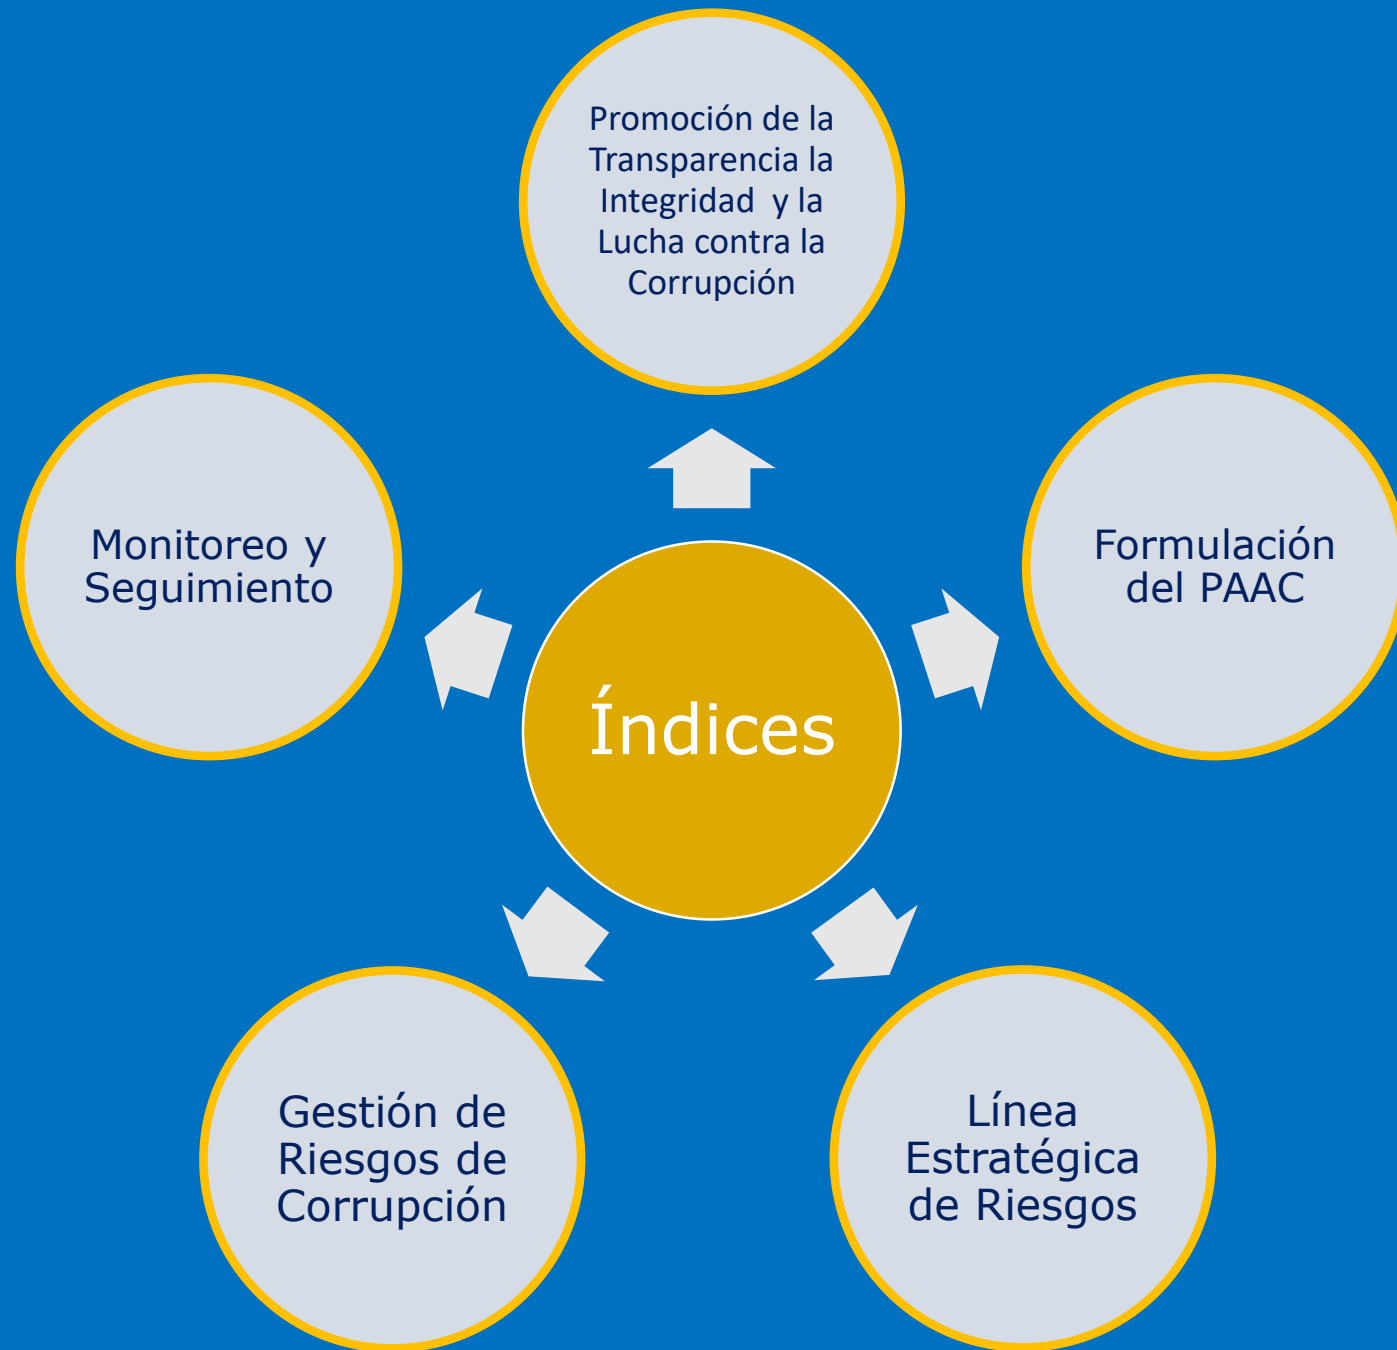 Promoción de la
Transparencia la
Integridad y la
Lucha contra la
Corrupción
Monitoreo y
Seguimiento
Formulación
del PAAC
Índices
Gestión de
Riesgos de
Corrupción
Línea
Estratégica
de Riesgos